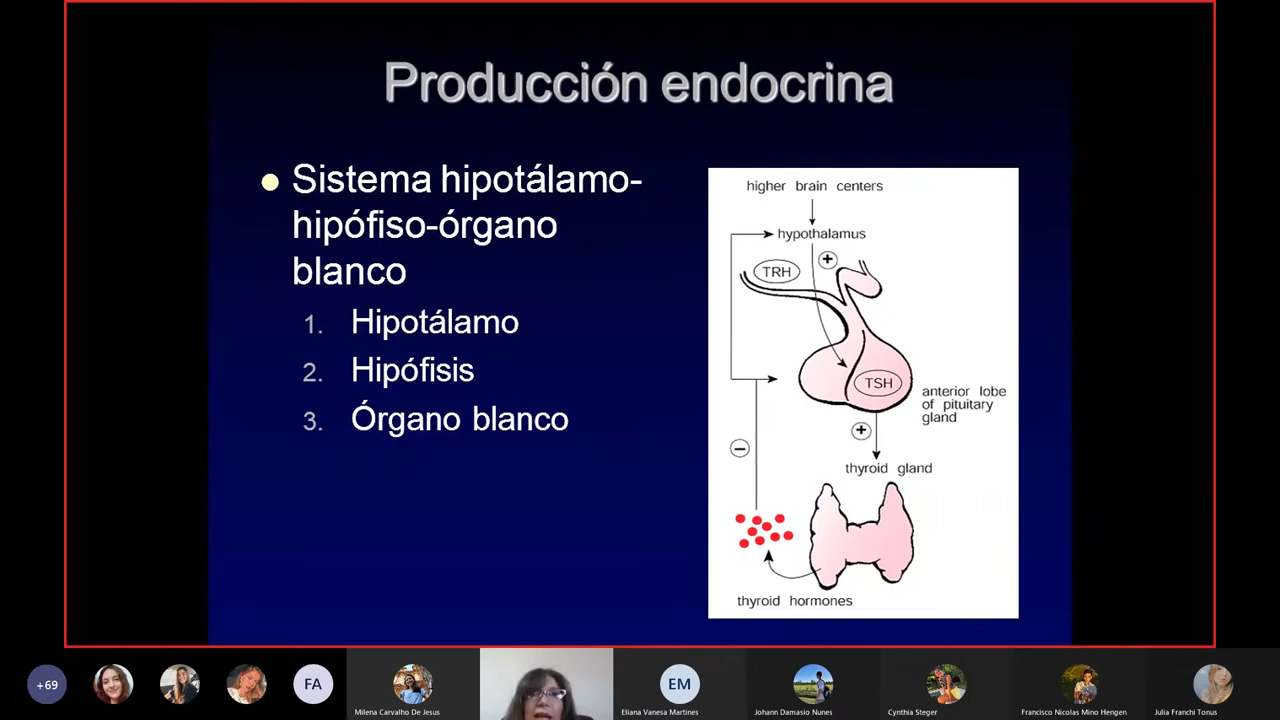 Producción endocrina
Sistema hipotálamo-
hipófiso-órgano
blanco
1. Hipotálamo
2. Hipófisis
3. Órgano blanco
higher brain centers
hypothalamus
+
TRH
TSH
anterior lobe
of pituitary
gland
+
−
thyroid gland
thyroid hormones
+69
FA
Milena Carvalho De Jesus
EM
Eliana Vanesa Martines
Johann Damasio Nunes
Cynthia Steger
Francisco Nicolas Mino Hengen
Julia Franchi Tonus